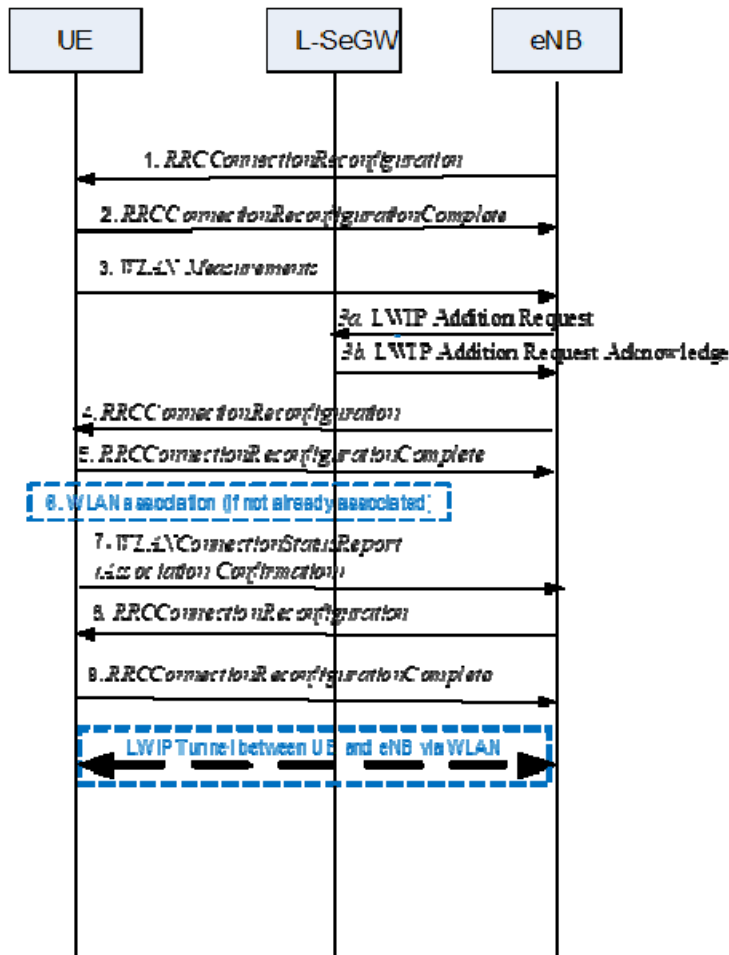 UE
L-SeGW
eNB
1. RRCConnectionReconfiguration
2. RRCConnectionReconfigurationComplete
3. WLAN Measurements
3a. LWIP Addition Request
3b. LWIP Addition Request Acknowledge
4. RRCConnectionReconfiguration
5. RRCConnectionReconfigurationComplete
6. WLAN association (if not already associated)
7. WLANConnectionStatusReport
(Association Confirmation)
8. RRCConnectionReconfiguration
9. RRCConnectionReconfigurationComplete
LWIP Tunnel between UE and eNB via WLAN